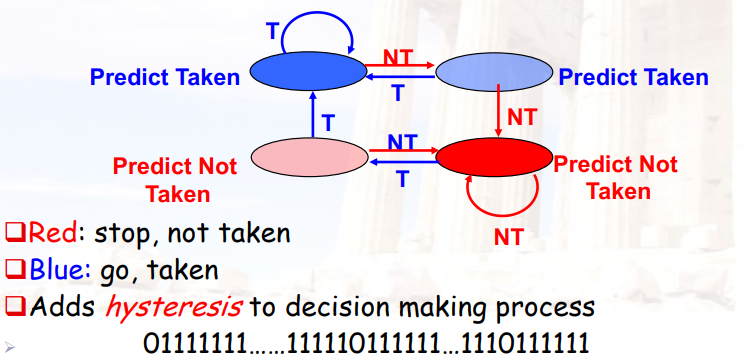 T
NT
Predict Taken
Predict Taken
T
T
NT
NT
Predict Not
Taken
T
Predict Not
Taken
NT
Red: stop, not taken
Blue: go, taken
Adds hysteresis to decision making process
01111111……111110111111…1110111111